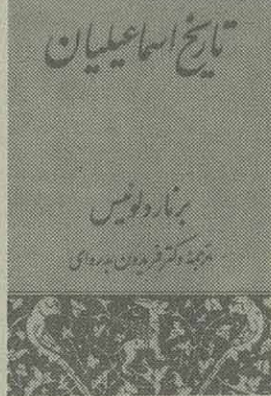 تاریخ اسماعیلیان
برنارد لوئیس
ترجمهٔ دکتر فریدون بدره‌ای